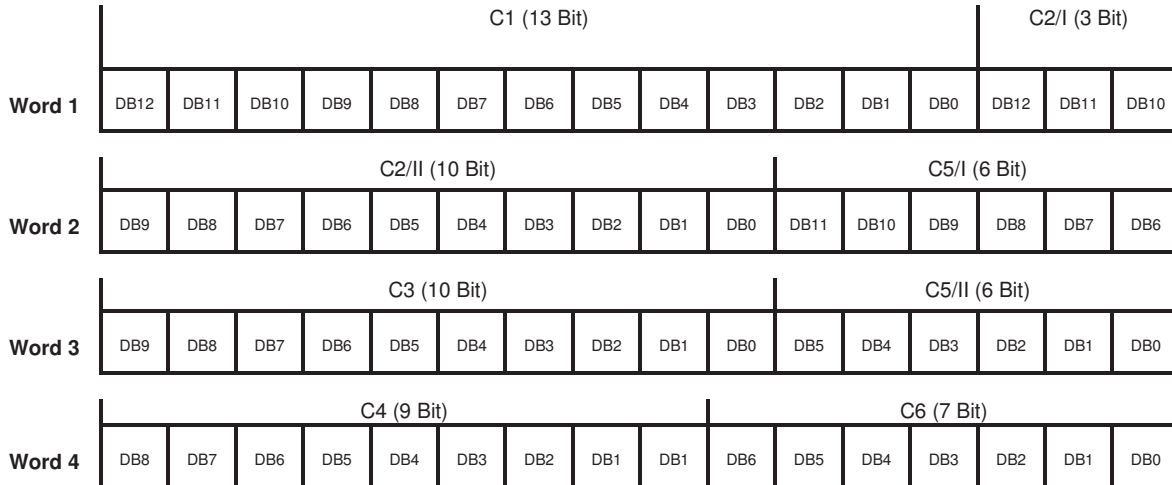 C1 (13 Bit) C2/I (3 Bit)
Word 1 DB12 DB11 DB10 DB9 DB8 DB7 DB6 DB5 DB4 DB3 DB2 DB1 DB0 DB12 DB11 DB10
C2/II (10 Bit) C5/I (6 Bit)
Word 2 DB9 DB8 DB7 DB6 DB5 DB4 DB3 DB2 DB1 DB0 DB11 DB10 DB9 DB8 DB7 DB6
C3 (10 Bit) C5/II (6 Bit)
Word 3 DB9 DB8 DB7 DB6 DB5 DB4 DB3 DB2 DB1 DB0 DB5 DB4 DB3 DB2 DB1 DB0
C4 (9 Bit) C6 (7 Bit)
Word 4 DB8 DB7 DB6 DB5 DB4 DB3 DB2 DB1 DB1 DB6 DB5 DB4 DB3 DB2 DB1 DB0